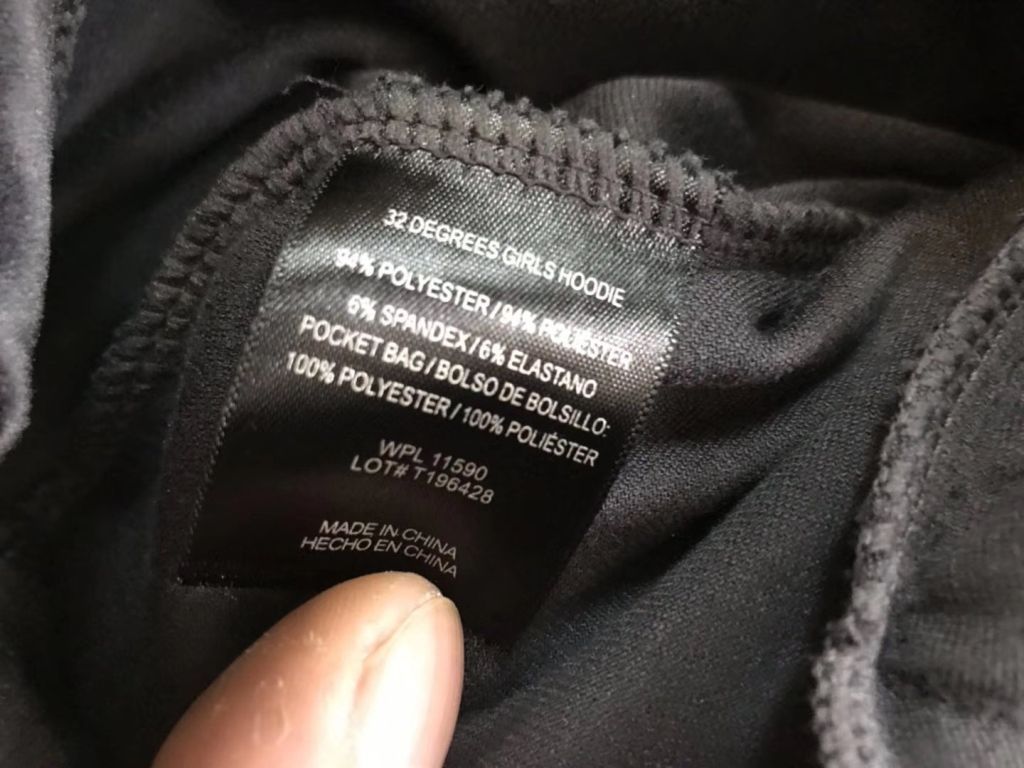 32 DEGREES GIRLS HOODIE
94% POLYESTER / 94% POLIÉSTER
6% SPANDEX / 6% ELASTANO
POCKET BAG / BOLSO DE BOLSILLO:
100% POLYESTER / 100% POLIÉSTER
WPL 11590
LOT# T196428
MADE IN CHINA
HECHO EN CHINA